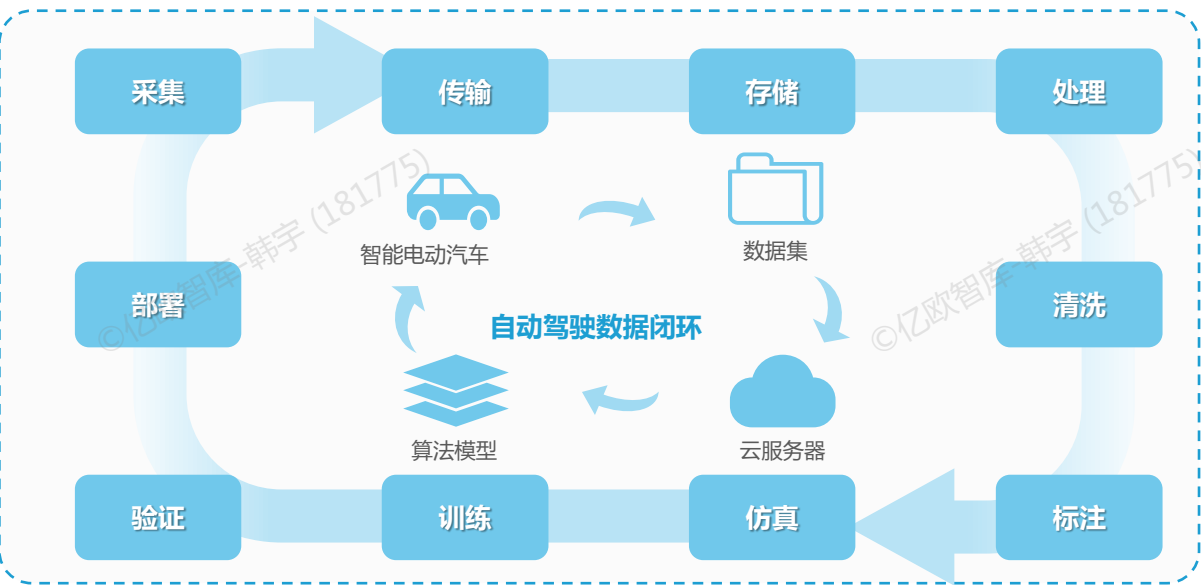 采集
传输
存储
处理
智能电动汽车
数据集
©亿欧智库-韩宇 (181775)
©亿欧智库-韩宇 (181775)
部署
自动驾驶数据闭环
清洗
算法模型
云服务器
验证
训练
仿真
标注